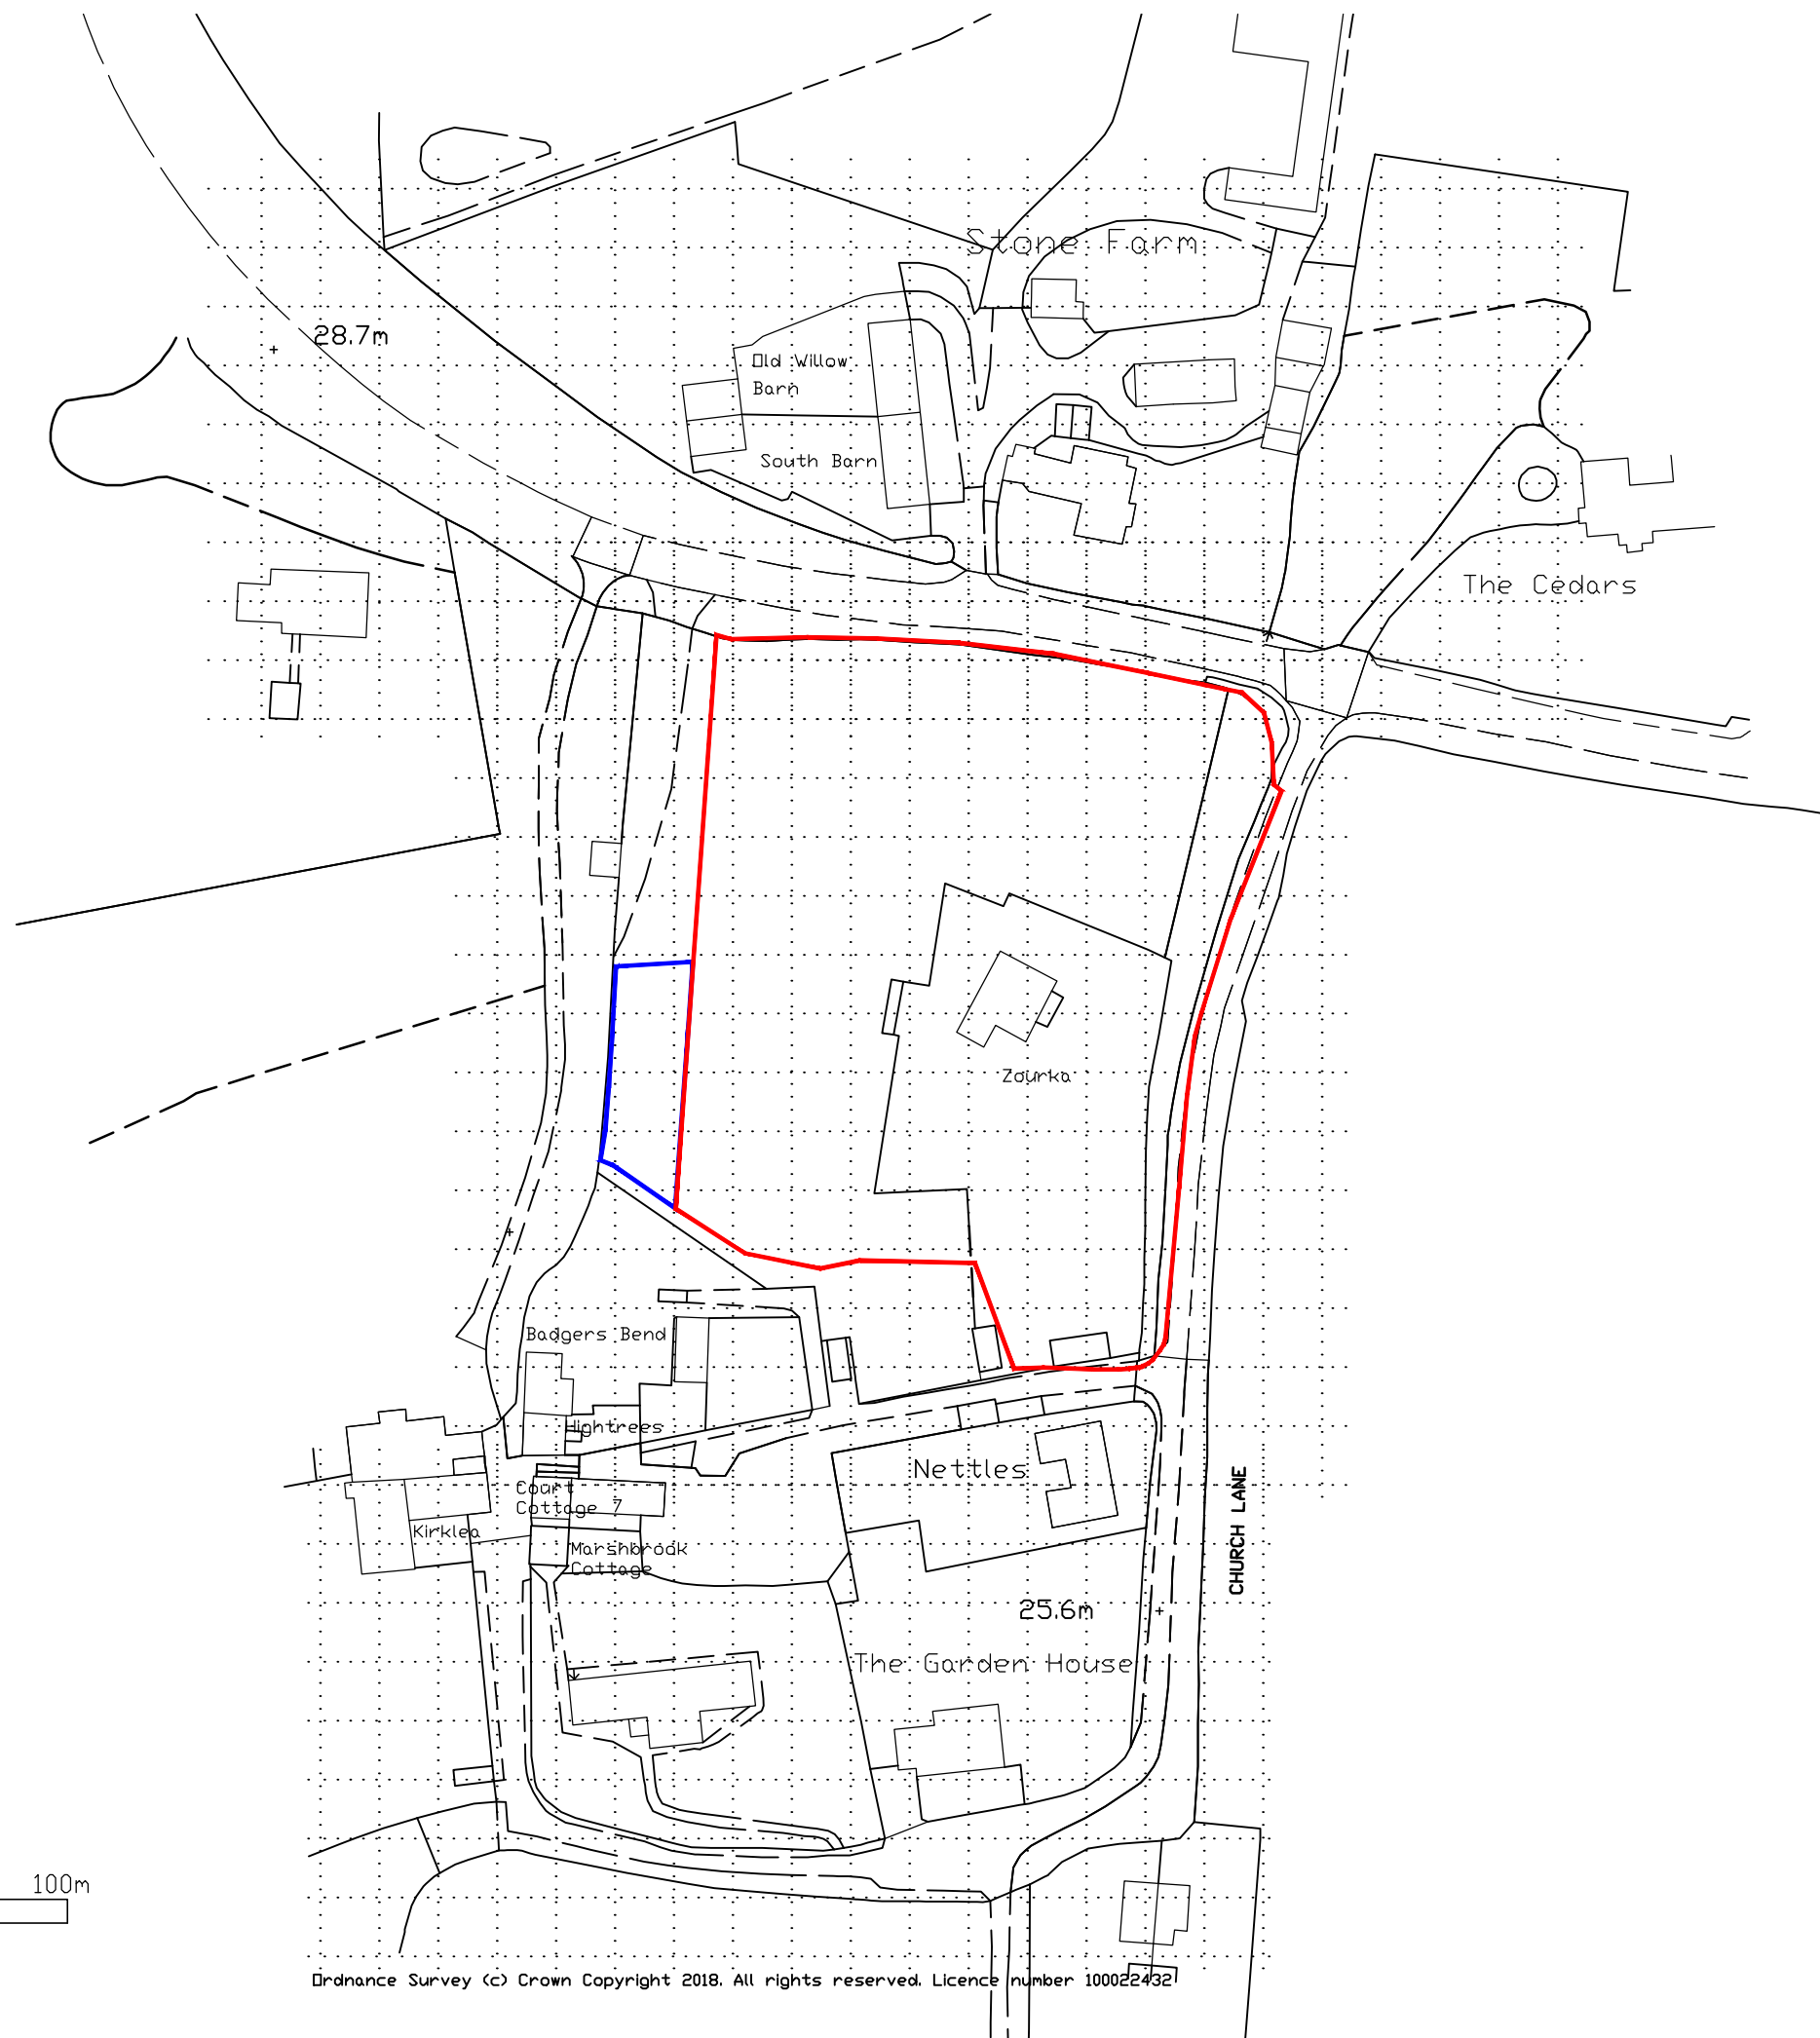 Stone Farm
28.7m
Old Willow
Barn
South Barn
The Cedars
Zourka
Badgers Bend
Hightrees
Nettles
Court
Cottage 7
Kirklea
Marshbrook
Cottage
CHURCH LANE
25.6m
The Garden House
100m
Ordnance Survey (c) Crown Copyright 2018. All rights reserved. Licence number 100022432